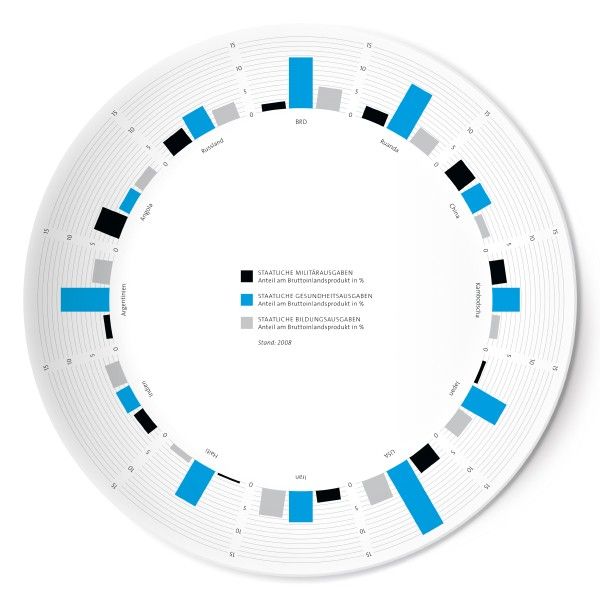 15
10
5
0
BRD
15
10
5
0
Ruanda
15
10
5
0
China
15
10
5
0
Kambodscha
15
10
5
0
Japan
15
10
5
0
USA
15
10
5
0
Iran
15
10
5
0
Haiti
15
10
5
0
Indien
15
10
5
0
Argentinien
15
10
5
0
Angola
15
10
5
0
Russland
STAATLICHE MILITÄRAUSGABEN
Anteil am Bruttoinlandsprodukt in %
STAATLICHE GESUNDHEITSAUSGABEN
Anteil am Bruttoinlandsprodukt in %
STAATLICHE BILDUNGSAUSGABEN
Anteil am Bruttoinlandsprodukt in %
Stand: 2008